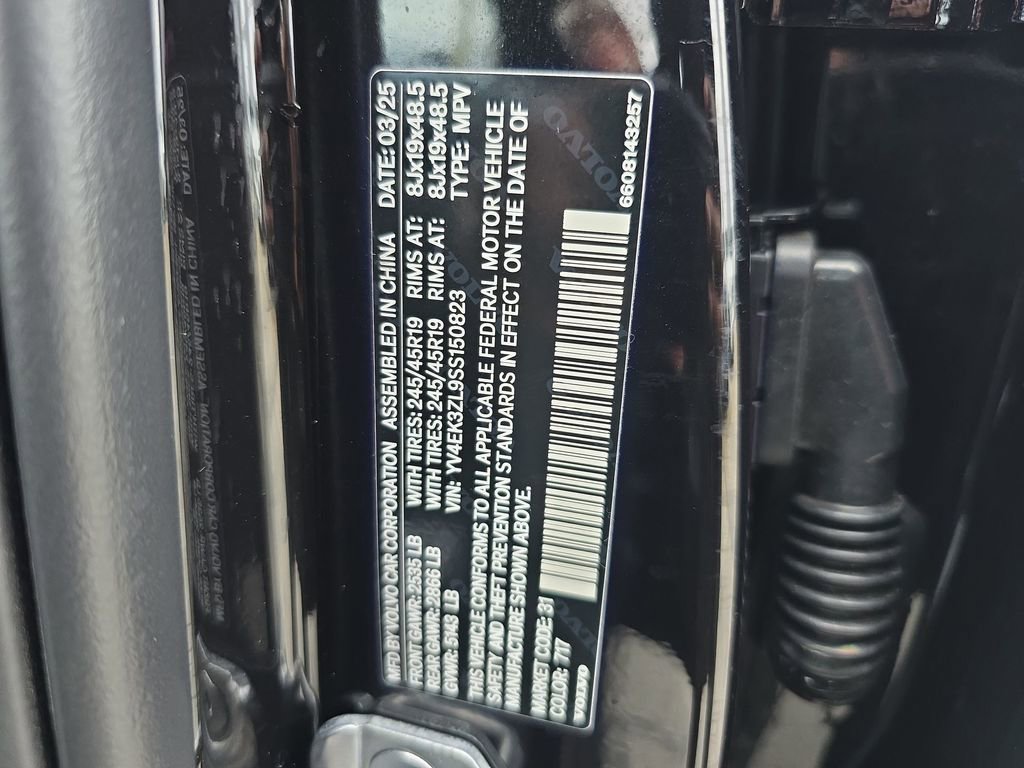 MFD BY VOLVO CAR CORPORATION ASSEMBLED IN CHINA DATE: 03/25
FRONT GAWR: 2535 LB WITH TIRES: 245/45R19 RIMS AT: 8Jx19x48.5
REAR GAWR: 2866 LB WITH TIRES: 245/45R19 RIMS AT: 8Jx19x48.5
GVWR: 5143 LB VIN: YV4EK3ZL9SS150823 TYPE: MPV
THIS VEHICLE CONFORMS TO ALL APPLICABLE FEDERAL MOTOR VEHICLE
SAFETY AND THEFT PREVENTION STANDARDS IN EFFECT ON THE DATE OF
MANUFACTURE SHOWN ABOVE.
MARKET CODE: 31
COLOR: 717
VOLVO
6608143257